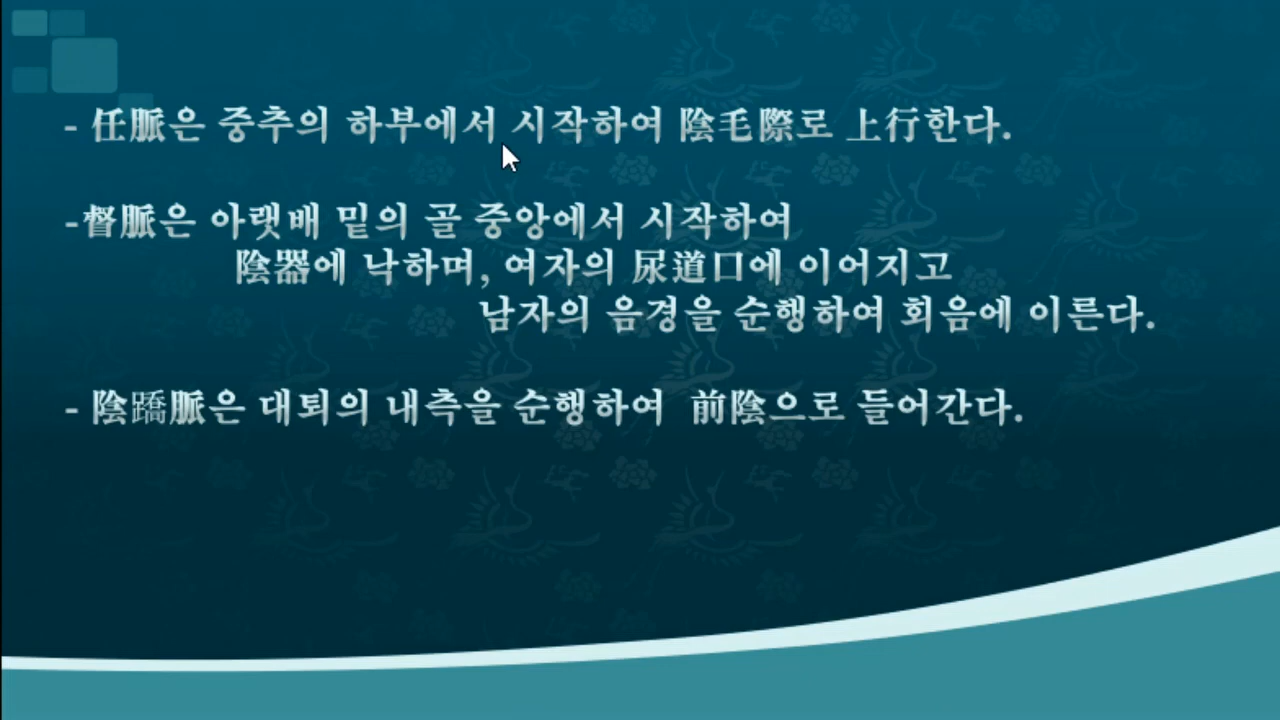 - 任脈은 중추의 하부에서 시작하여 陰毛際로 上行한다.
-督脈은 아랫배 밑의 골 중앙에서 시작하여
陰器에 낙하며, 여자의 尿道口에 이어지고
남자의 음경을 순행하여 회음에 이른다.
- 陰蹻脈은 대퇴의 내측을 순행하여 前陰으로 들어간다.